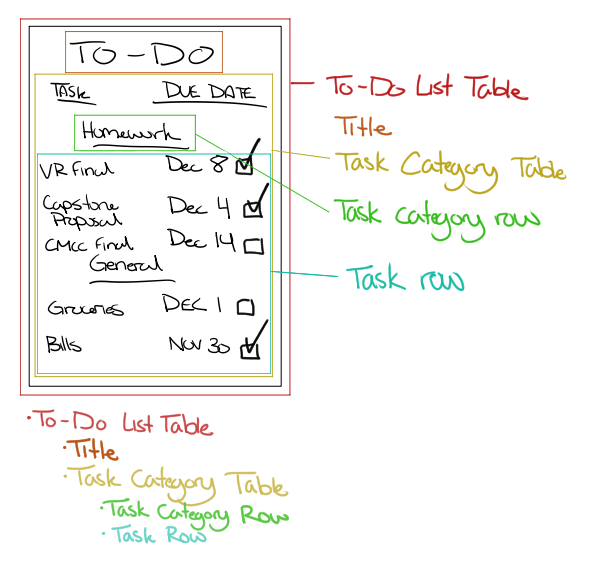 TO-DO
TASK DUE DATE
Homework
VR Final Dec 8
Capstone Proposal Dec 4
CMCC Final Dec 14
General
Groceries DEC 1
Bills Nov 30
To-Do List Table
Title
Task Category Table
Task category row
Task row
·To-Do List Table
·Title
·Task Category Table
·Task Category Row
·Task Row